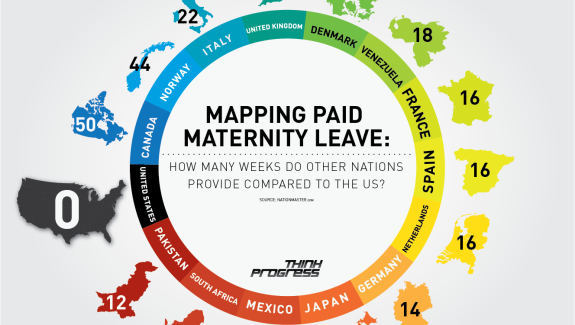 MAPPING PAID
MATERNITY LEAVE:
HOW MANY WEEKS DO OTHER NATIONS
PROVIDE COMPARED TO THE US?
SOURCE: NATIONMASTER.COM
THINK
PROGRESS
UNITED STATES
0
CANADA
50
NORWAY
44
ITALY
22
UNITED KINGDOM
DENMARK
VENEZUELA
18
FRANCE
16
SPAIN
16
NETHERLANDS
16
GERMANY
14
JAPAN
MEXICO
SOUTH AFRICA
PAKISTAN
12